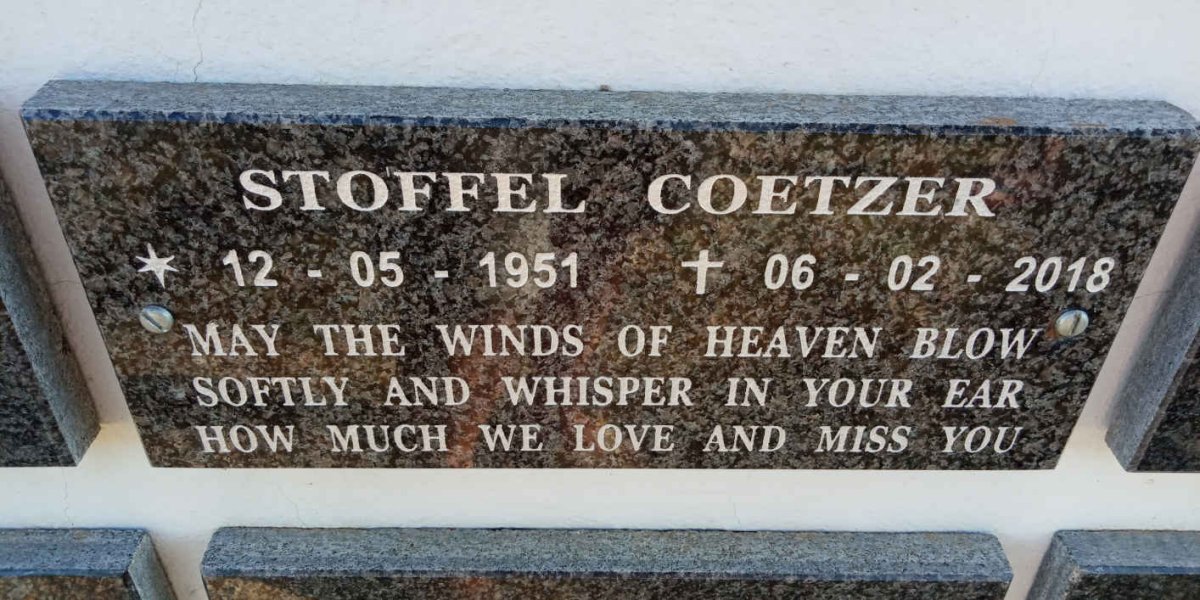 STOFFEL COETZER
* 12 - 05 - 1951 † 06 - 02 - 2018
MAY THE WINDS OF HEAVEN BLOW
SOFTLY AND WHISPER IN YOUR EAR
HOW MUCH WE LOVE AND MISS YOU